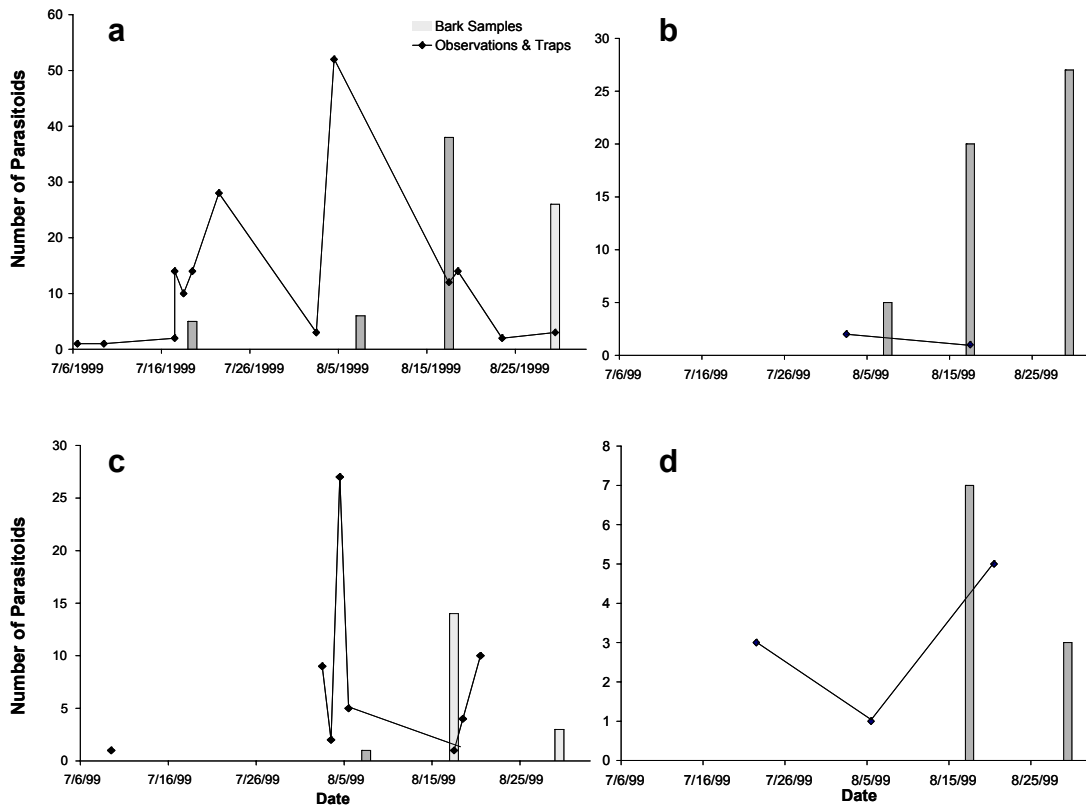 a
Bark Samples
Observations & Traps
Number of Parasitoids
60
50
40
30
20
10
0
7/6/1999 7/16/1999 7/26/1999 8/5/1999 8/15/1999 8/25/1999
b
30
25
20
15
10
5
0
7/6/99 7/16/99 7/26/99 8/5/99 8/15/99 8/25/99
c
Number of Parasitoids
30
25
20
15
10
5
0
7/6/99 7/16/99 7/26/99 8/5/99 8/15/99 8/25/99
Date
d
8
7
6
5
4
3
2
1
0
7/6/99 7/16/99 7/26/99 8/5/99 8/15/99 8/25/99
Date